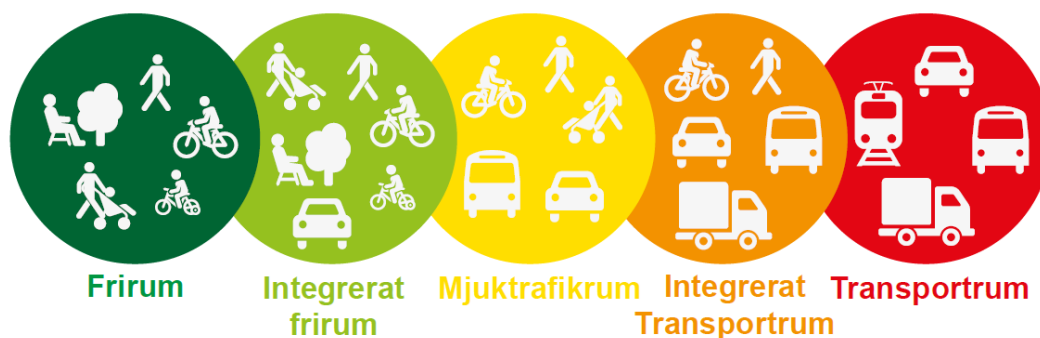 Frirum
Integrerat
frirum
Mjuktrafikrum
Integrerat
Transportrum
Transportrum